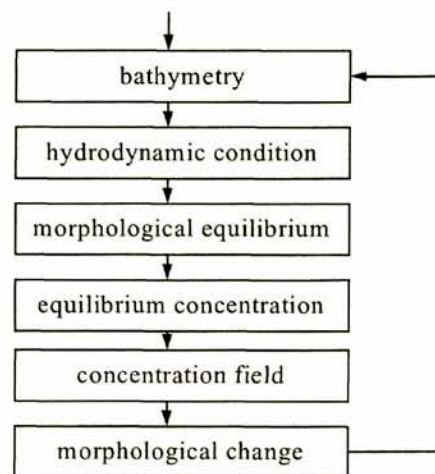 bathymetry
hydrodynamic condition
morphological equilibrium
equilibrium concentration
concentration field
morphological change